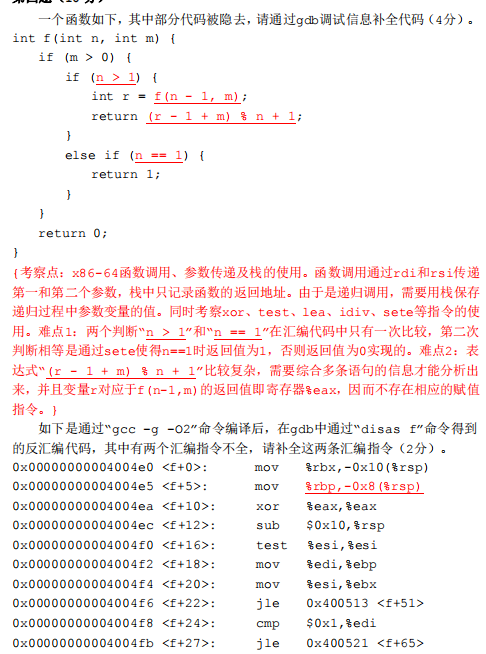 一个函数如下，其中部分代码被隐去，请通过gdb调试信息补全代码（4分）。
int f(int n, int m) {
if (m > 0) {
if (n > 1) {
int r = f(n - 1, m);
return (r - 1 + m) % n + 1;
}
else if (n == 1) {
return 1;
}
}
return 0;
}
{考察点：x86-64函数调用、参数传递及栈的使用。函数调用通过rdi和rsi传递
第一和第二个参数，栈中只记录函数的返回地址。由于是递归调用，需要用栈保存
递归过程中参数变量的值。同时考察xor、test、lea、idiv、sete等指令的使
用。难点1：两个判断“n > 1”和“n == 1”在汇编代码中只有一次比较，第二次
判断相等是通过sete使得n==1时返回值为1，否则返回值为0实现的。难点2：表
达式“(r - 1 + m) % n + 1”比较复杂，需要综合多条语句的信息才能分析出
来，并且变量r对应于f(n-1,m)的返回值即寄存器%eax，因而不存在相应的赋值
指令。}
如下是通过“gcc -g -O2”命令编译后，在gdb中通过“disas f”命令得到
的反汇编代码，其中有两个汇编指令不全，请补全这两条汇编指令（2分）。
0x00000000004004e0 <f+0>: mov %rbx,-0x10(%rsp)
0x00000000004004e5 <f+5>: mov %rbp,-0x8(%rsp)
0x00000000004004ea <f+10>: xor %eax,%eax
0x00000000004004ec <f+12>: sub $0x10,%rsp
0x00000000004004f0 <f+16>: test %esi,%esi
0x00000000004004f2 <f+18>: mov %edi,%ebp
0x00000000004004f4 <f+20>: mov %esi,%ebx
0x00000000004004f6 <f+22>: jle 0x400513 <f+51>
0x00000000004004f8 <f+24>: cmp $0x1,%edi
0x00000000004004fb <f+27>: jle 0x400521 <f+65>